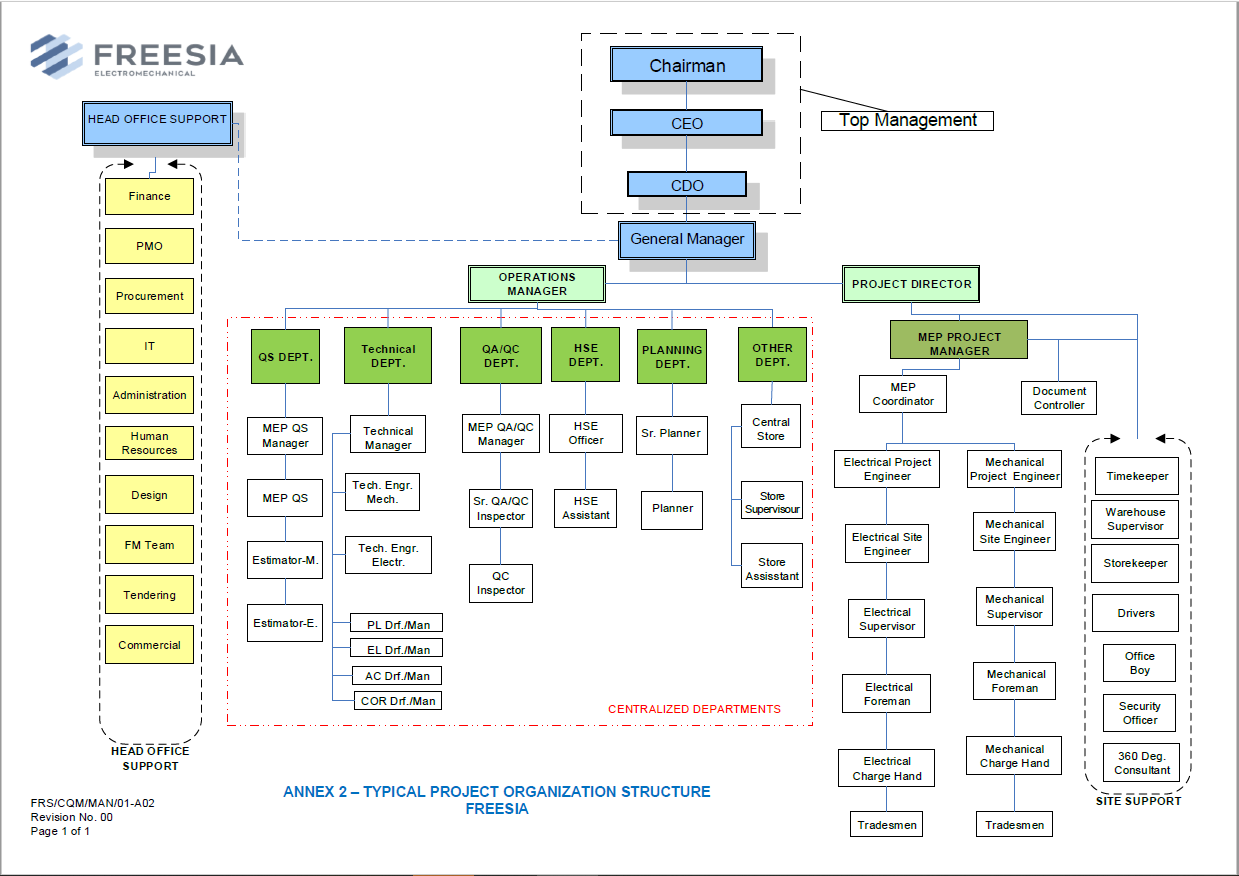 FREESIA
ELECTROMECHANICAL
Chairman
CEO
CDO
Top Management
General Manager
HEAD OFFICE SUPPORT
Finance
PMO
Procurement
IT
Administration
Human
Resources
Design
FM Team
Tendering
Commercial
HEAD OFFICE
SUPPORT
OPERATIONS
MANAGER
PROJECT DIRECTOR
QS DEPT.
MEP QS
Manager
MEP QS
Estimator-M.
Estimator-E.
Technical
DEPT.
Technical
Manager
Tech. Engr.
Mech.
Tech. Engr.
Electr.
PL Drf./Man
EL Drf./Man
AC Drf./Man
COR Drf./Man
QA/QC
DEPT.
MEP QA/QC
Manager
Sr. QA/QC
Inspector
QC
Inspector
HSE
DEPT.
HSE
Officer
HSE
Assistant
PLANNING
DEPT.
Sr. Planner
Planner
OTHER
DEPT.
Central
Store
Store
Supervisour
Store
Assisstant
CENTRALIZED DEPARTMENTS
MEP PROJECT
MANAGER
MEP
Coordinator
Document
Controller
Electrical Project
Engineer
Electrical Site
Engineer
Electrical
Supervisor
Electrical
Foreman
Electrical
Charge Hand
Tradesmen
Mechanical
Project Engineer
Mechanical
Site Engineer
Mechanical
Supervisor
Mechanical
Foreman
Mechanical
Charge Hand
Tradesmen
Timekeeper
Warehouse
Supervisor
Storekeeper
Drivers
Office
Boy
Security
Officer
360 Deg.
Consultant
SITE SUPPORT
ANNEX 2 – TYPICAL PROJECT ORGANIZATION STRUCTURE
FREESIA
FRS/CQM/MAN/01-A02
Revision No. 00
Page 1 of 1